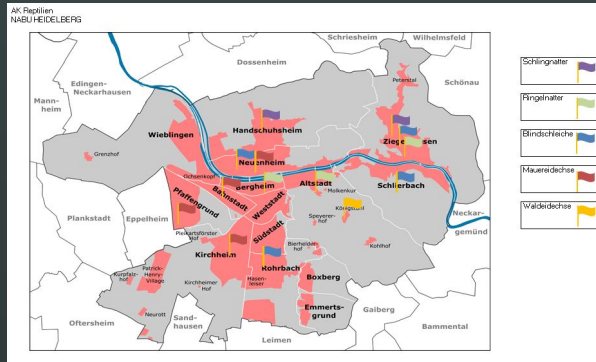 AK Reptilien
NABU HEIDELBERG
Schriesheim
Wilhelmsfeld
Dossenheim
Schönau
Edingen-
Neckarhausen
Mann-
heim
Peterstal
Wieblingen
Handschuhsheim
Grenzhof
Neuenheim
Ochsenkopf
Bergheim
Altstadt
Schlierbach
Molkenkur
Bahnstadt
Pfaffengrund
Weststadt
Speyerer-
hof
Neckar-
gemünd
Plankstadt
Eppelheim
Südstadt
Pleikartsförster
Hof
Bierhelder-
hof
Kohlhof
Kirchheim
Rohrbach
Boxberg
Kurpfalz-
hof
Patrick-
Henry-
Village
Kirchheimer
Hof
Hasen-
leiser
Emmerts-
grund
Oftersheim
Neurott
Sand-
hausen
Leimen
Gaiberg
Bammental
Schlingnatter
Ringelnatter
Blindschleiche
Mauereidechse
Waldeidechse